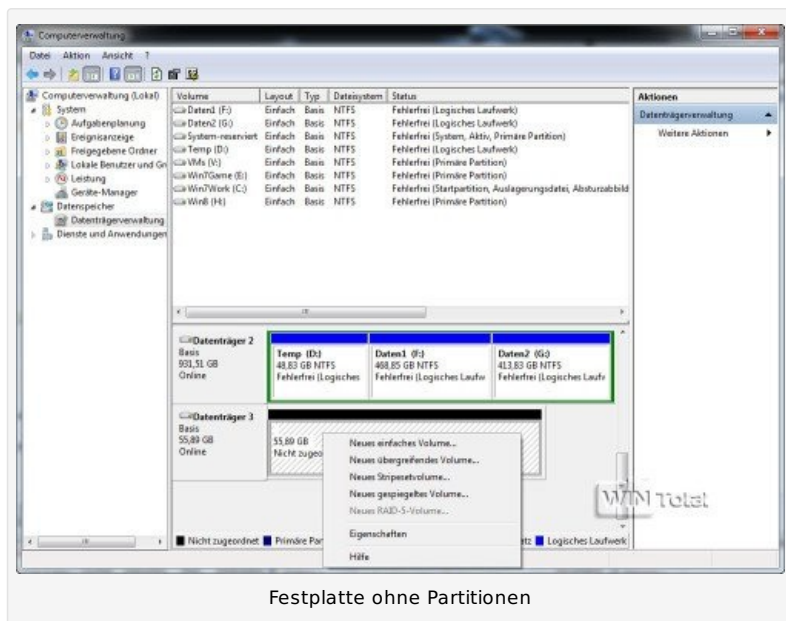 Computerverwaltung
Datei Aktion Ansicht ?
Computerverwaltung (Lokal)
System
Aufgabenplanung
Ereignisanzeige
Freigegebene Ordner
Lokale Benutzer und Gr
Leistung
Geräte-Manager
Datenspeicher
Datenträgerverwaltung
Dienste und Anwendungen
Volume Layout Typ Dateisystem Status
Daten1 (F:) Einfach Basis NTFS Fehlerfrei (Logisches Laufwerk)
Daten2 (G:) Einfach Basis NTFS Fehlerfrei (Logisches Laufwerk)
System-reserviert Einfach Basis NTFS Fehlerfrei (System, Aktiv, Primäre Partition)
Temp (D:) Einfach Basis NTFS Fehlerfrei (Logisches Laufwerk)
VMs (V:) Einfach Basis NTFS Fehlerfrei (Primäre Partition)
Win7Game (E:) Einfach Basis NTFS Fehlerfrei (Primäre Partition)
Win7Work (C:) Einfach Basis NTFS Fehlerfrei (Startpartition, Auslagerungsdatei, Absturzabbild
Win8 (H:) Einfach Basis NTFS Fehlerfrei (Primäre Partition)
Aktionen
Datenträgerverwaltung
Weitere Aktionen
Datenträger 2
Basis
931,51 GB
Online
Temp (D:)
48,83 GB NTFS
Fehlerfrei (Logisches
Daten1 (F:)
468,85 GB NTFS
Fehlerfrei (Logisches Laufw
Daten2 (G:)
413,83 GB NTFS
Fehlerfrei (Logisches Laufv
Datenträger 3
Basis
55,89 GB
Online
55,89 GB
Nicht zugeo
Neues einfaches Volume...
Neues übergreifendes Volume...
Neues Stripesetvolume...
Neues gespiegeltes Volume...
Neues RAID-5-Volume...
Eigenschaften
Hilfe
WIN Total
Nicht zugeordnet Primäre Par tz Logisches Laufwerk
Festplatte ohne Partitionen